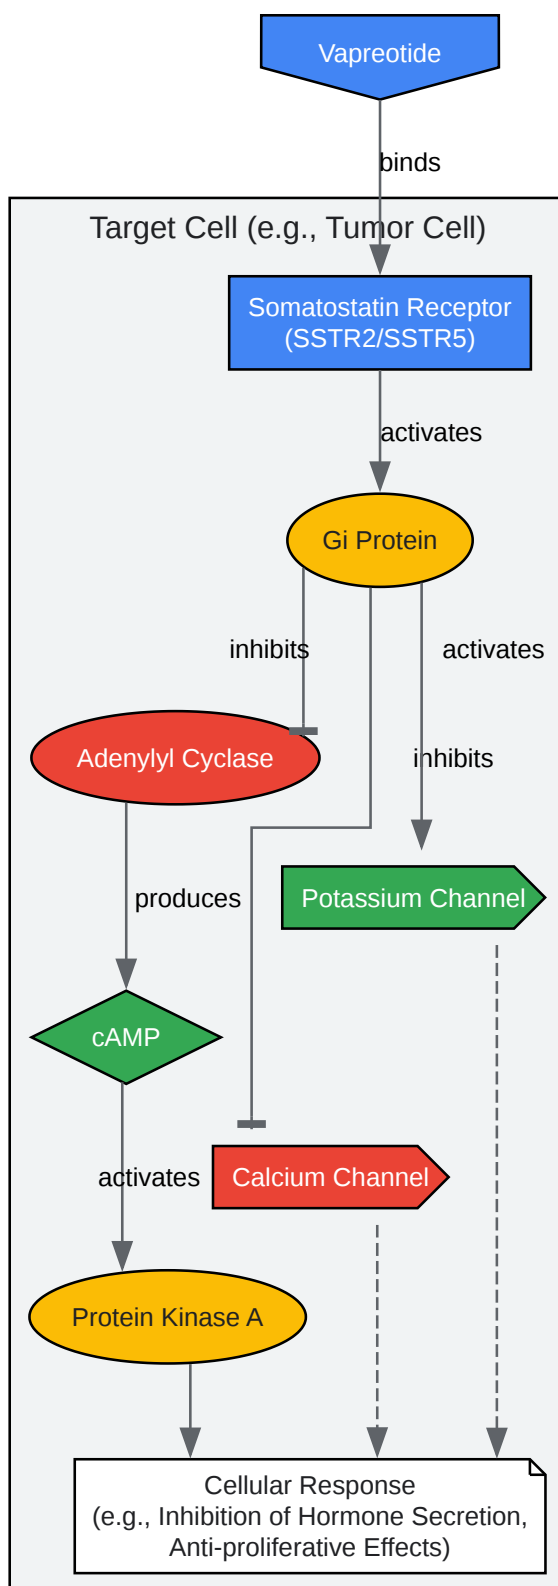 Vapreotide
binds
Target Cell (e.g., Tumor Cell)
Somatostatin Receptor
(SSTR2/SSTR5)
activates
Gi Protein
inhibits
activates
Adenylyl Cyclase
inhibits
produces
Potassium Channel
cAMP
activates
Calcium Channel
Protein Kinase A
Cellular Response
(e.g., Inhibition of Hormone Secretion,
Anti-proliferative Effects)